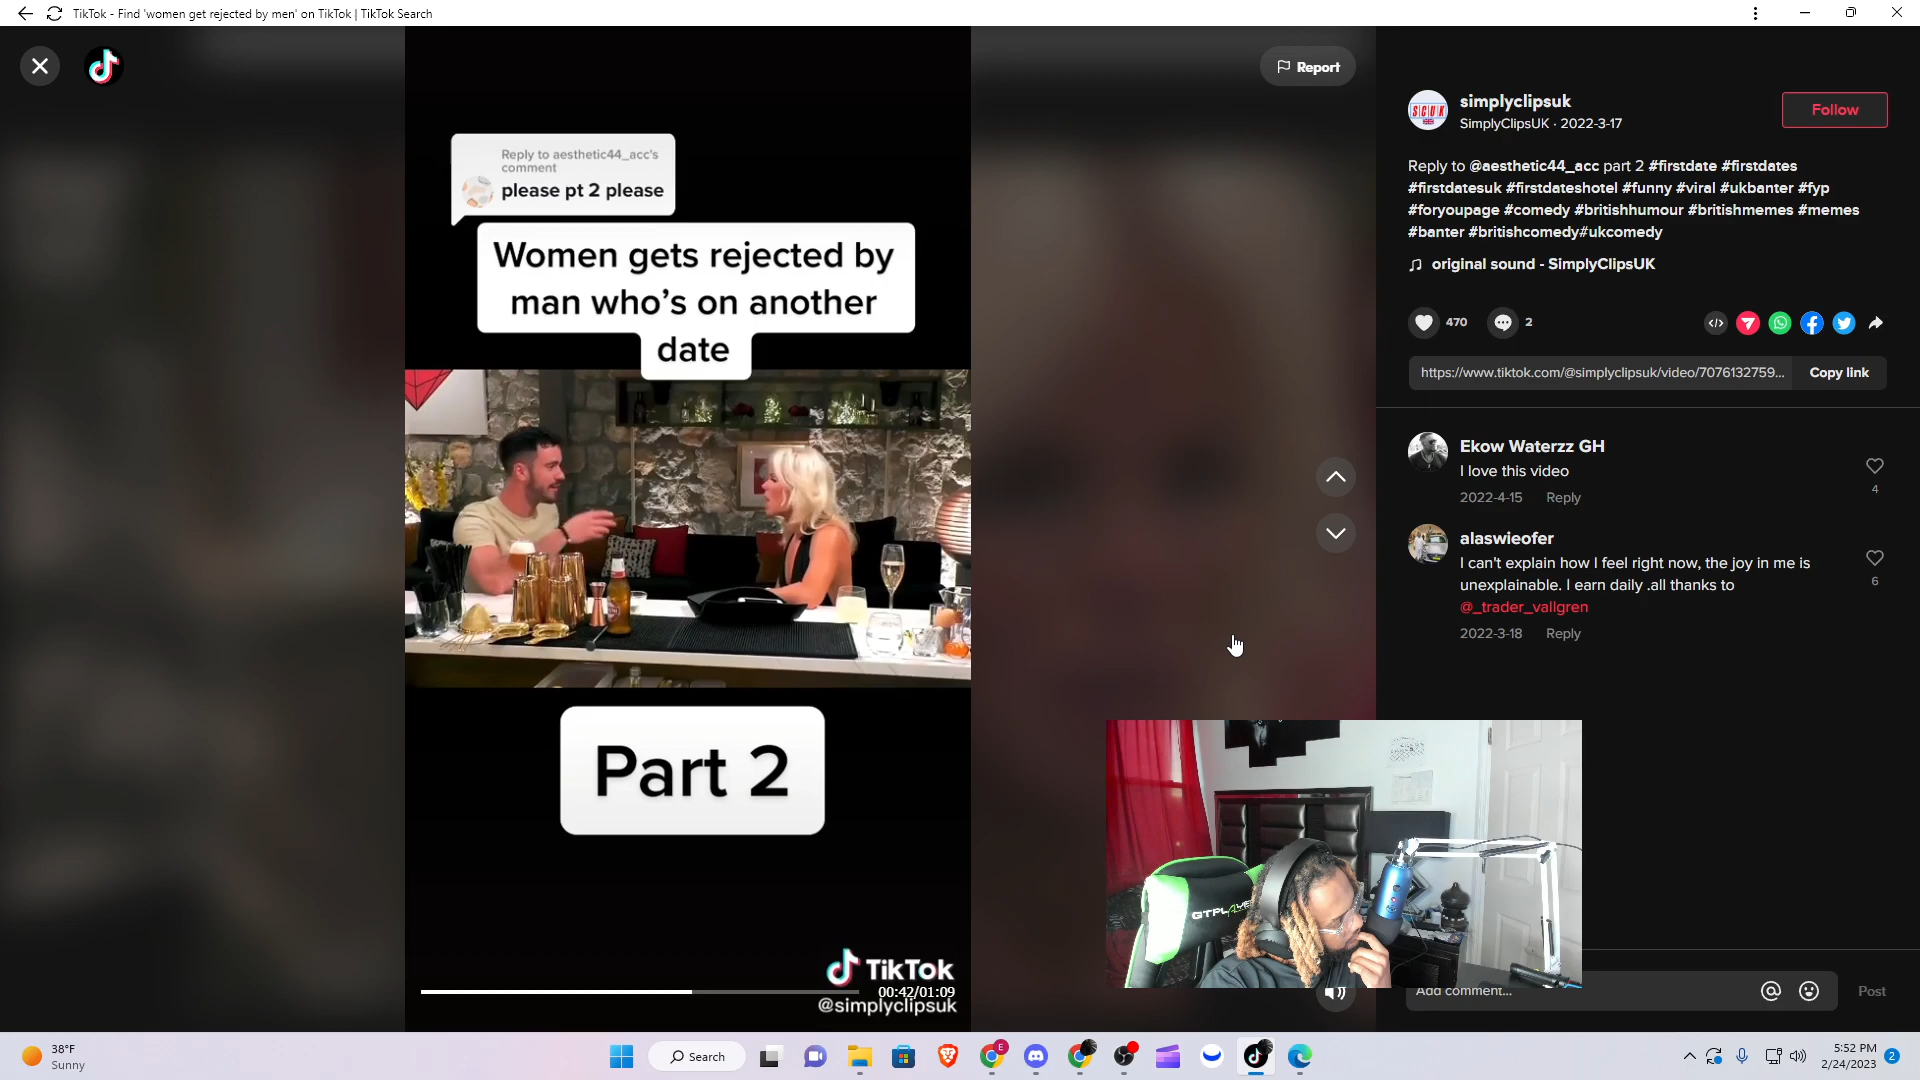 TikTok - Find 'women get rejected by men' on TikTok | TikTok Search
Report
Reply to aesthetic44_acc's
comment
please pt 2 please
Women gets rejected by
man who's on another
date
Part 2
TikTok
00:42/01:09
@simplyclipsuk
SCUK
simplyclipsuk
SimplyClipsUK · 2022-3-17
Follow
Reply to @aesthetic44_acc part 2 #firstdate #firstdates
#firstdatesuk #firstdateshotel #funny #viral #ukbanter #fyp
#foryoupage #comedy #britishhumour #britishmemes #memes
#banter #britishcomedy#ukcomedy
original sound - SimplyClipsUK
470
2
https://www.tiktok.com/@simplyclipsuk/video/7076132759...
Copy link
Ekow Waterzz GH
I love this video
2022-4-15 Reply
4
alaswieofer
I can't explain how I feel right now, the joy in me is
unexplainable. I earn daily .all thanks to
@_trader_vallgren
2022-3-18 Reply
6
GTPLAYER
Add comment...
Post
38°F
Sunny
Search
E
5:52 PM
2/24/2023
2